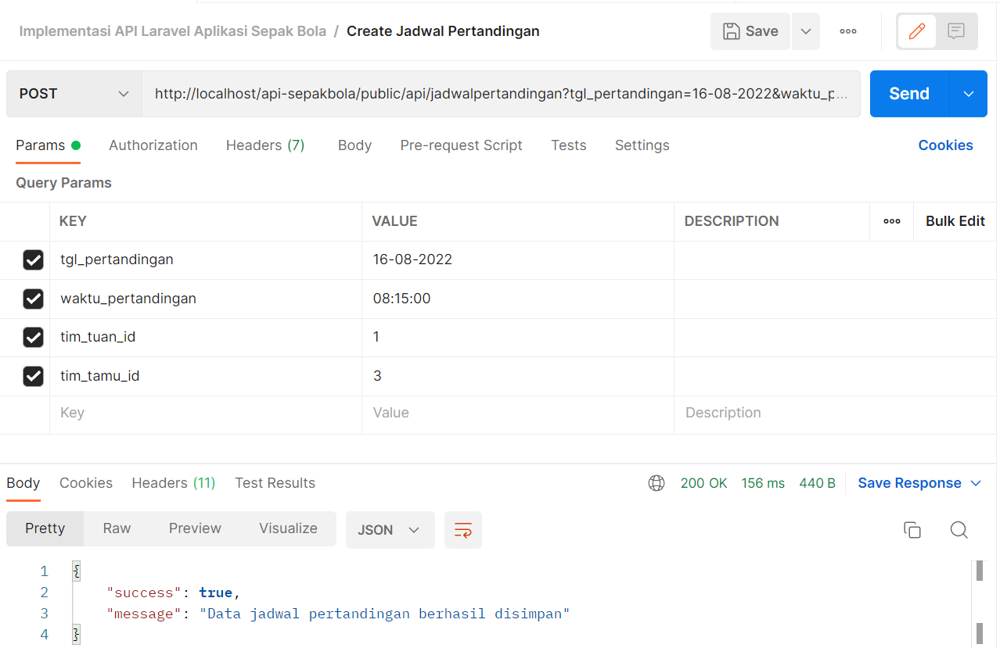 Implementasi API Laravel Aplikasi Sepak Bola / Create Jadwal Pertandingan Save
POST http://localhost/api-sepakbola/public/api/jadwalpertandingan?tgl_pertandingan=16-08-2022&waktu_p... Send
Params Authorization Headers (7) Body Pre-request Script Tests Settings Cookies
Query Params
KEY VALUE DESCRIPTION Bulk Edit
tgl_pertandingan 16-08-2022
waktu_pertandingan 08:15:00
tim_tuan_id 1
tim_tamu_id 3
Key Value Description
Body Cookies Headers (11) Test Results 200 OK 156 ms 440 B Save Response
Pretty Raw Preview Visualize JSON
1 {
2 "success": true,
3 "message": "Data jadwal pertandingan berhasil disimpan"
4 }